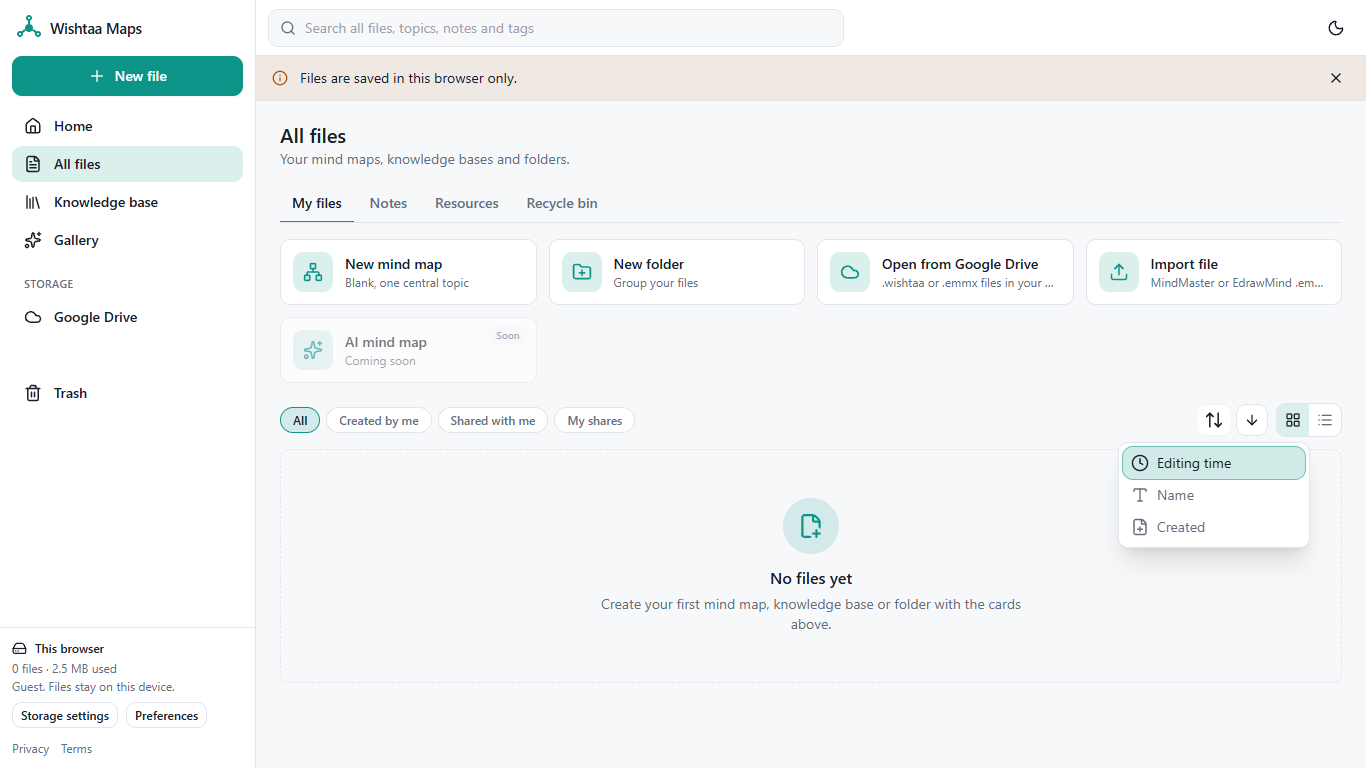 Wishtaa Maps
Search all files, topics, notes and tags
New file
Files are saved in this browser only.
Home
All files
Knowledge base
Gallery
STORAGE
Google Drive
Trash
All files
Your mind maps, knowledge bases and folders.
My files Notes Resources Recycle bin
New mind map
Blank, one central topic
New folder
Group your files
Open from Google Drive
.wishtaa or .emmx files in your ...
Import file
MindMaster or EdrawMind .em...
AI mind map
Soon
Coming soon
All Created by me Shared with me My shares
Editing time
Name
Created
No files yet
Create your first mind map, knowledge base or folder with the cards
above.
This browser
0 files · 2.5 MB used
Guest. Files stay on this device.
Storage settings Preferences
Privacy Terms